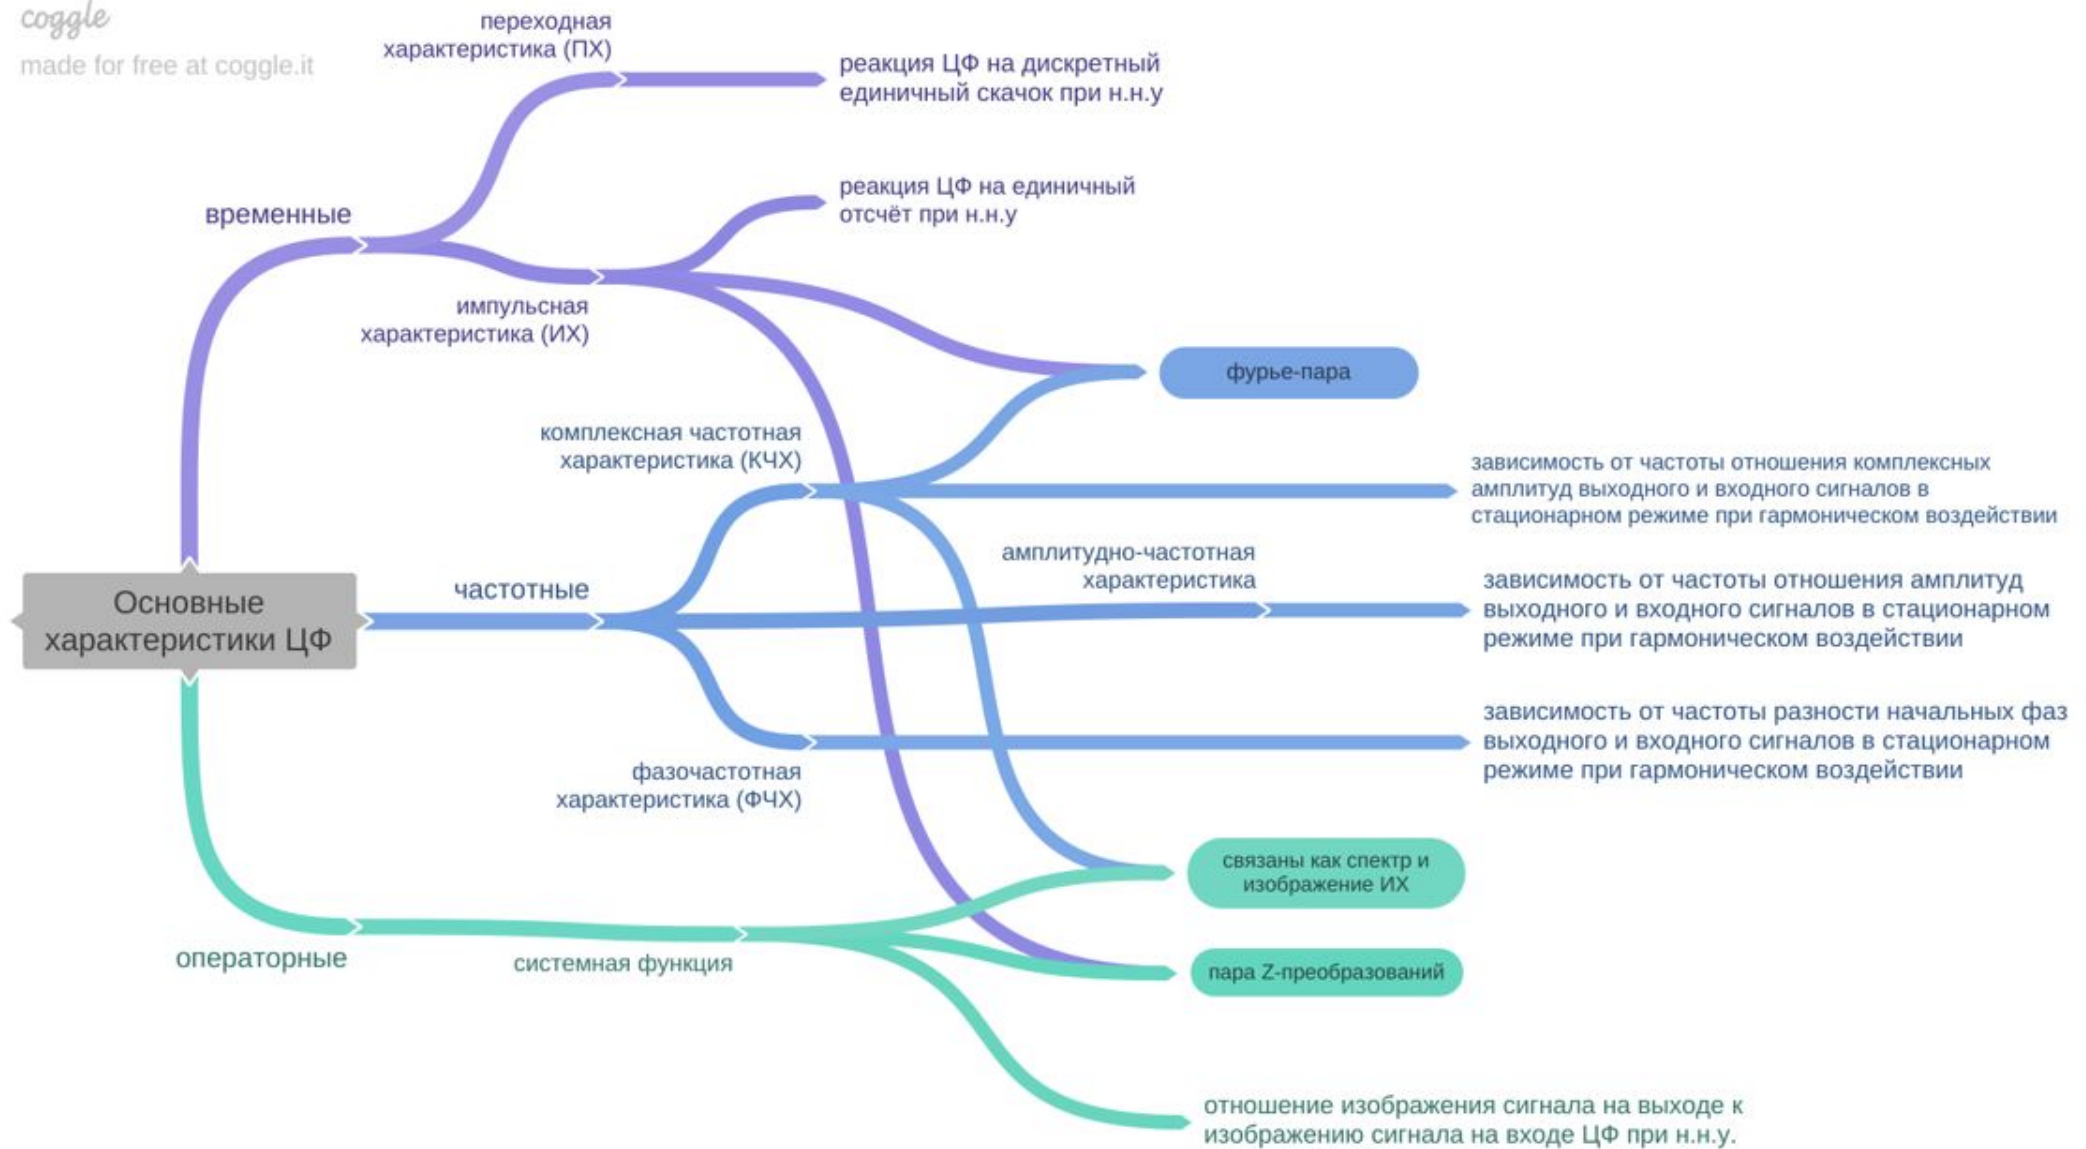 coggle
made for free at coggle.it
переходная
характеристика (ПХ)
реакция ЦФ на дискретный
единичный скачок при н.н.у
реакция ЦФ на единичный
отсчёт при н.н.у
временные
импульсная
характеристика (ИХ)
фурье-пара
комплексная частотная
характеристика (КЧХ)
зависимость от частоты отношения комплексных
амплитуд выходного и входного сигналов в
стационарном режиме при гармоническом воздействии
амплитудно-частотная
характеристика
зависимость от частоты отношения амплитуд
выходного и входного сигналов в стационарном
режиме при гармоническом воздействии
частотные
Основные
характеристики ЦФ
зависимость от частоты разности начальных фаз
выходного и входного сигналов в стационарном
режиме при гармоническом воздействии
фазочастотная
характеристика (ФЧХ)
связаны как спектр и
изображение ИХ
операторные
системная функция
пара Z-преобразований
отношение изображения сигнала на выходе к
изображению сигнала на входе ЦФ при н.н.у.